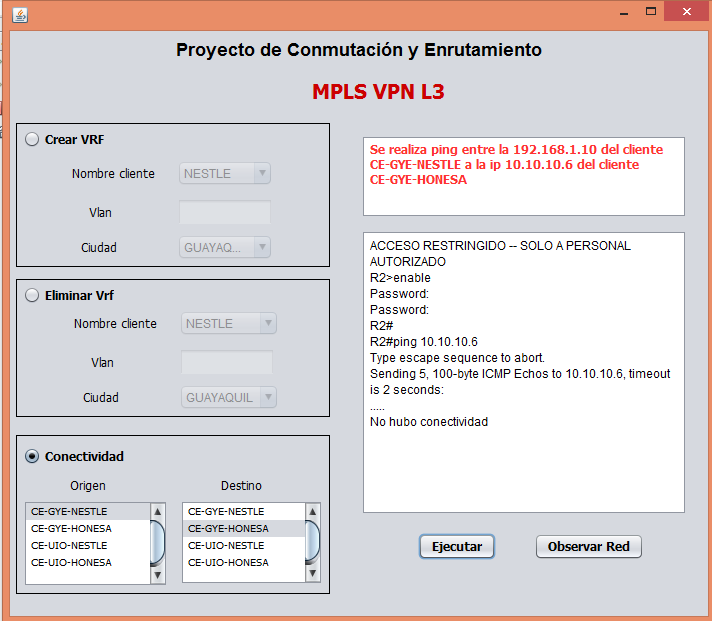 Proyecto de Conmutación y Enrutamiento
MPLS VPN L3
Crear VRF
Nombre cliente
NESTLE
Vlan
Ciudad
GUAYAQ...
Eliminar Vrf
Nombre cliente
NESTLE
Vlan
Ciudad
GUAYAQUIL
Conectividad
Origen
Destino
CE-GYE-NESTLE
CE-GYE-HONESA
CE-UIO-NESTLE
CE-UIO-HONESA
CE-GYE-NESTLE
CE-GYE-HONESA
CE-UIO-NESTLE
CE-UIO-HONESA
Se realiza ping entre la 192.168.1.10 del cliente
CE-GYE-NESTLE a la ip 10.10.10.6 del cliente
CE-GYE-HONESA
ACCESO RESTRINGIDO -- SOLO A PERSONAL
AUTORIZADO
R2>enable
Password:
Password:
R2#
R2#ping 10.10.10.6
Type escape sequence to abort.
Sending 5, 100-byte ICMP Echos to 10.10.10.6, timeout
is 2 seconds:
.....
No hubo conectividad
Ejecutar
Observar Red